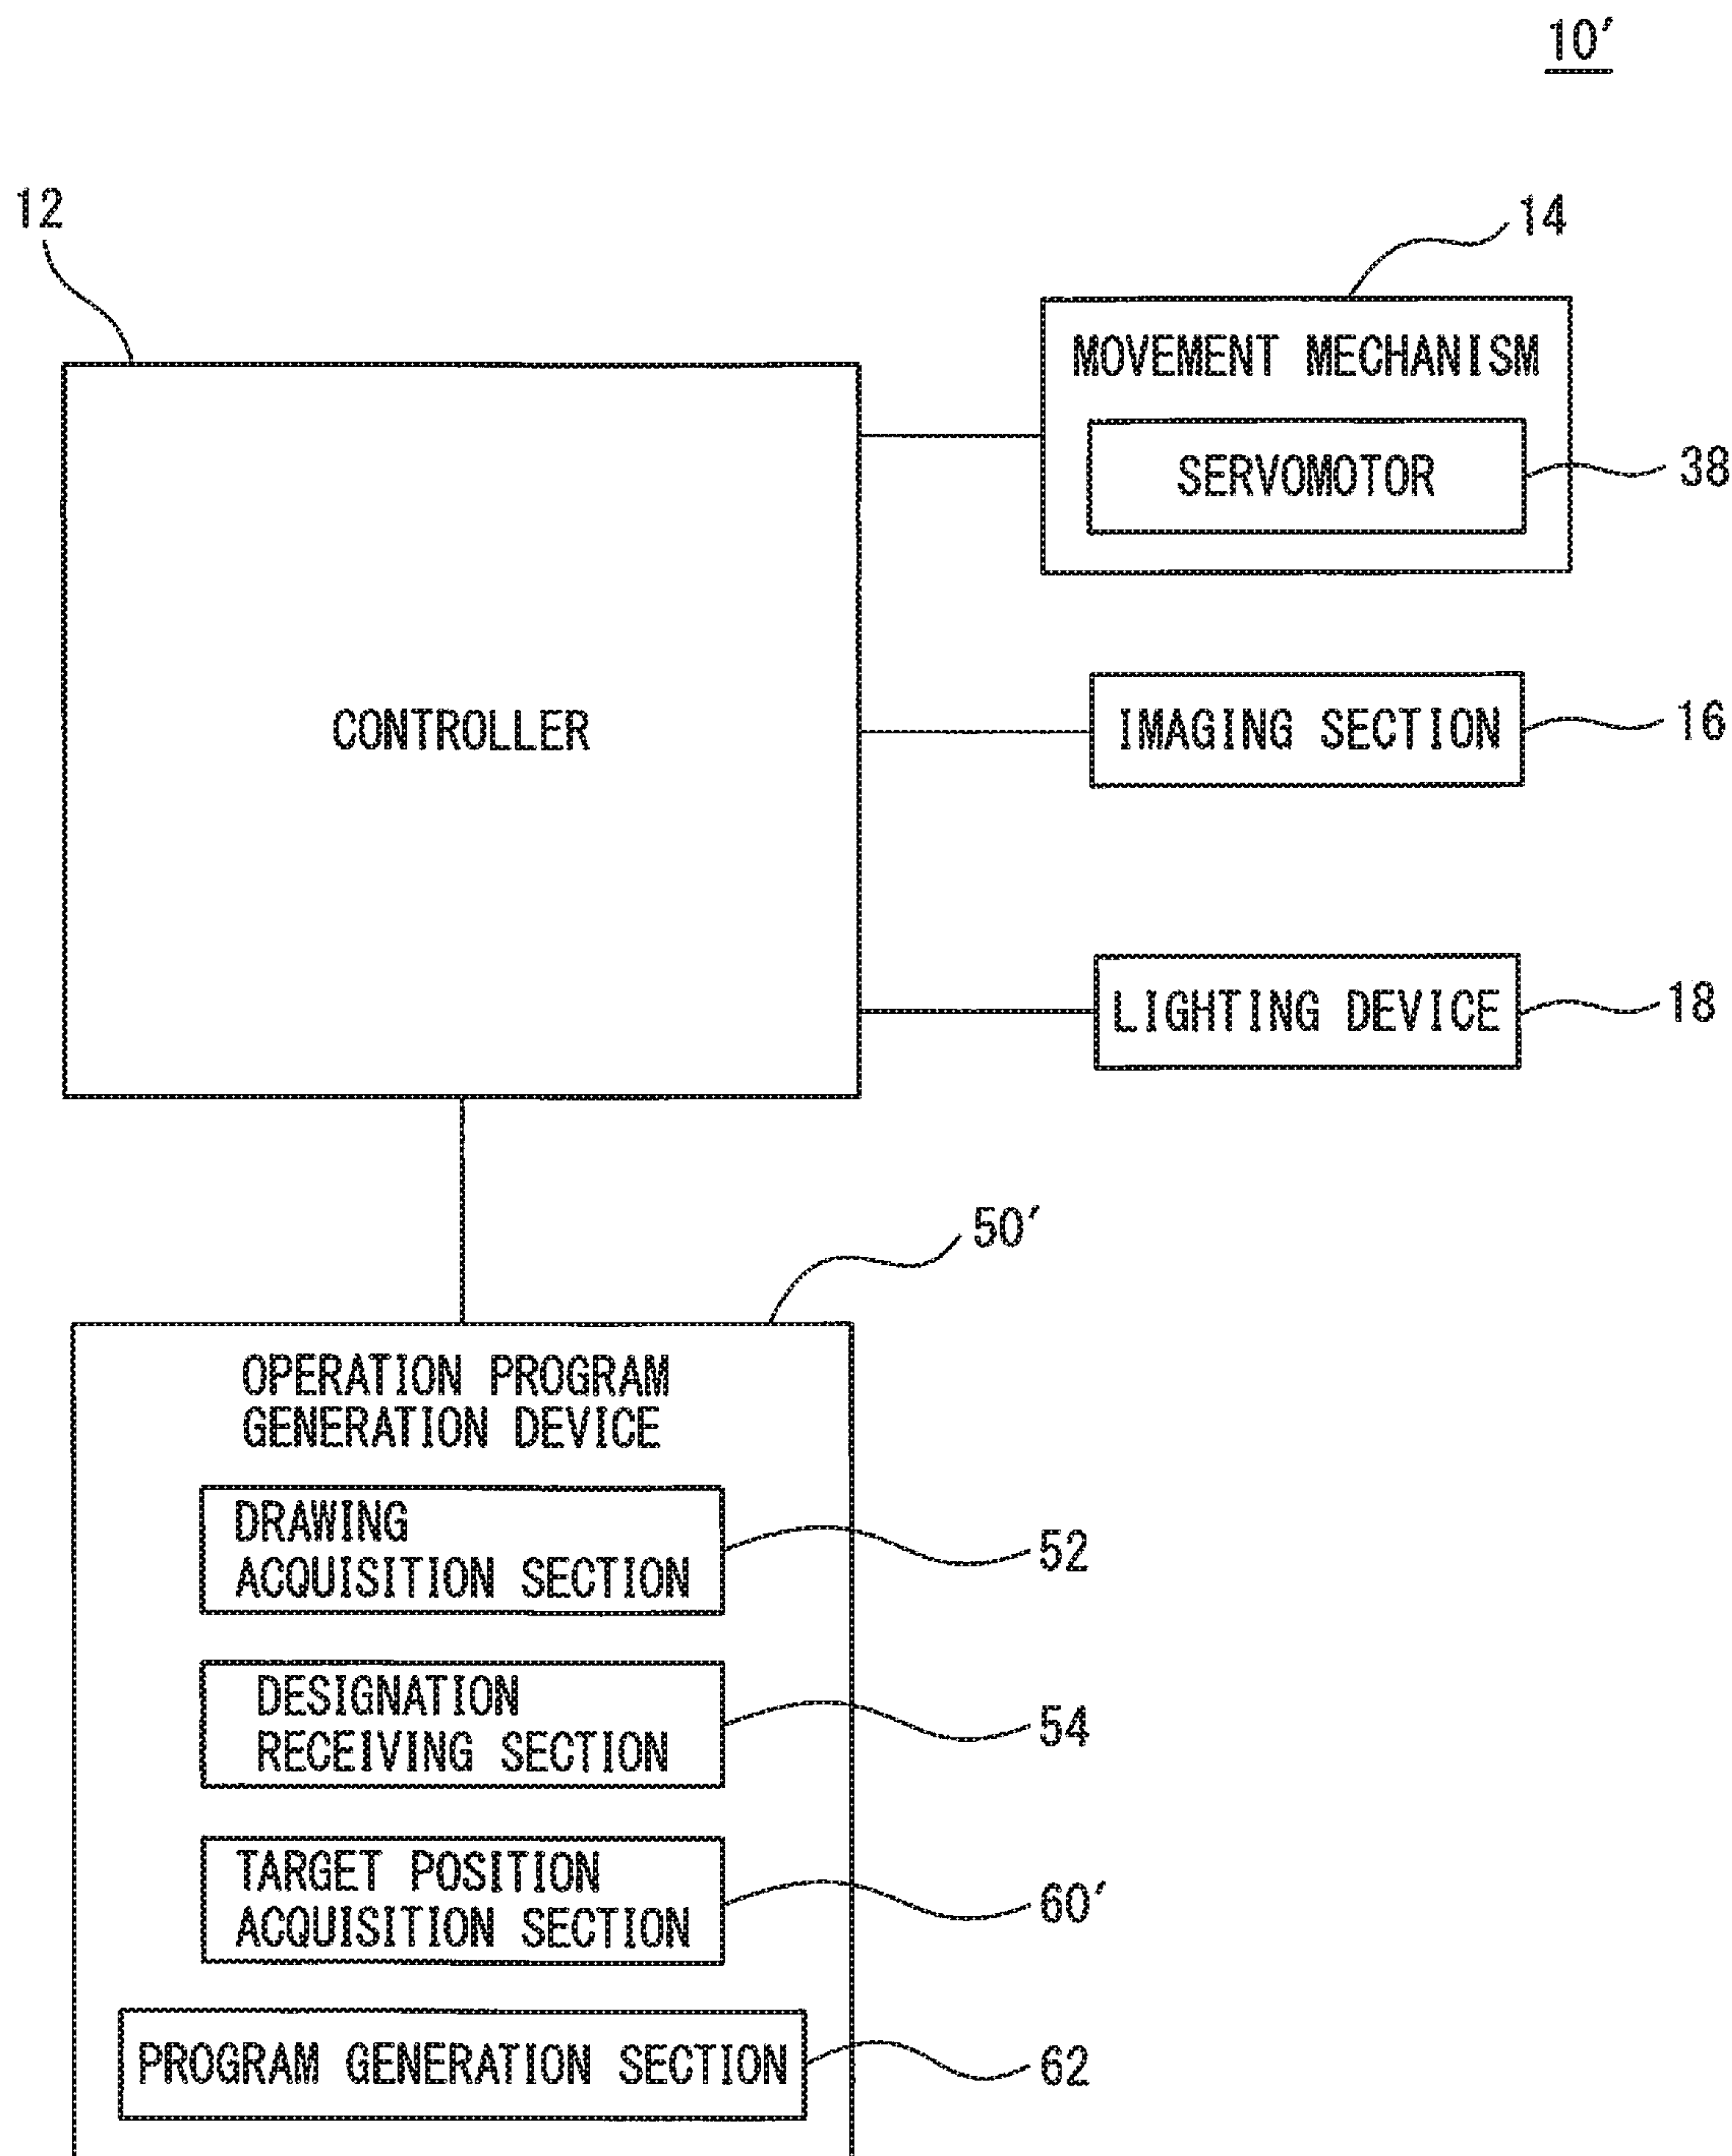 10'
12
14
MOVEMENT MECHANISM
SERVOMOTOR
38
CONTROLLER
IMAGING SECTION
16
LIGHTING DEVICE
18
50'
OPERATION PROGRAM
GENERATION DEVICE
DRAWING
ACQUISITION SECTION
52
DESIGNATION
RECEIVING SECTION
54
TARGET POSITION
ACQUISITION SECTION
60'
PROGRAM GENERATION SECTION
62